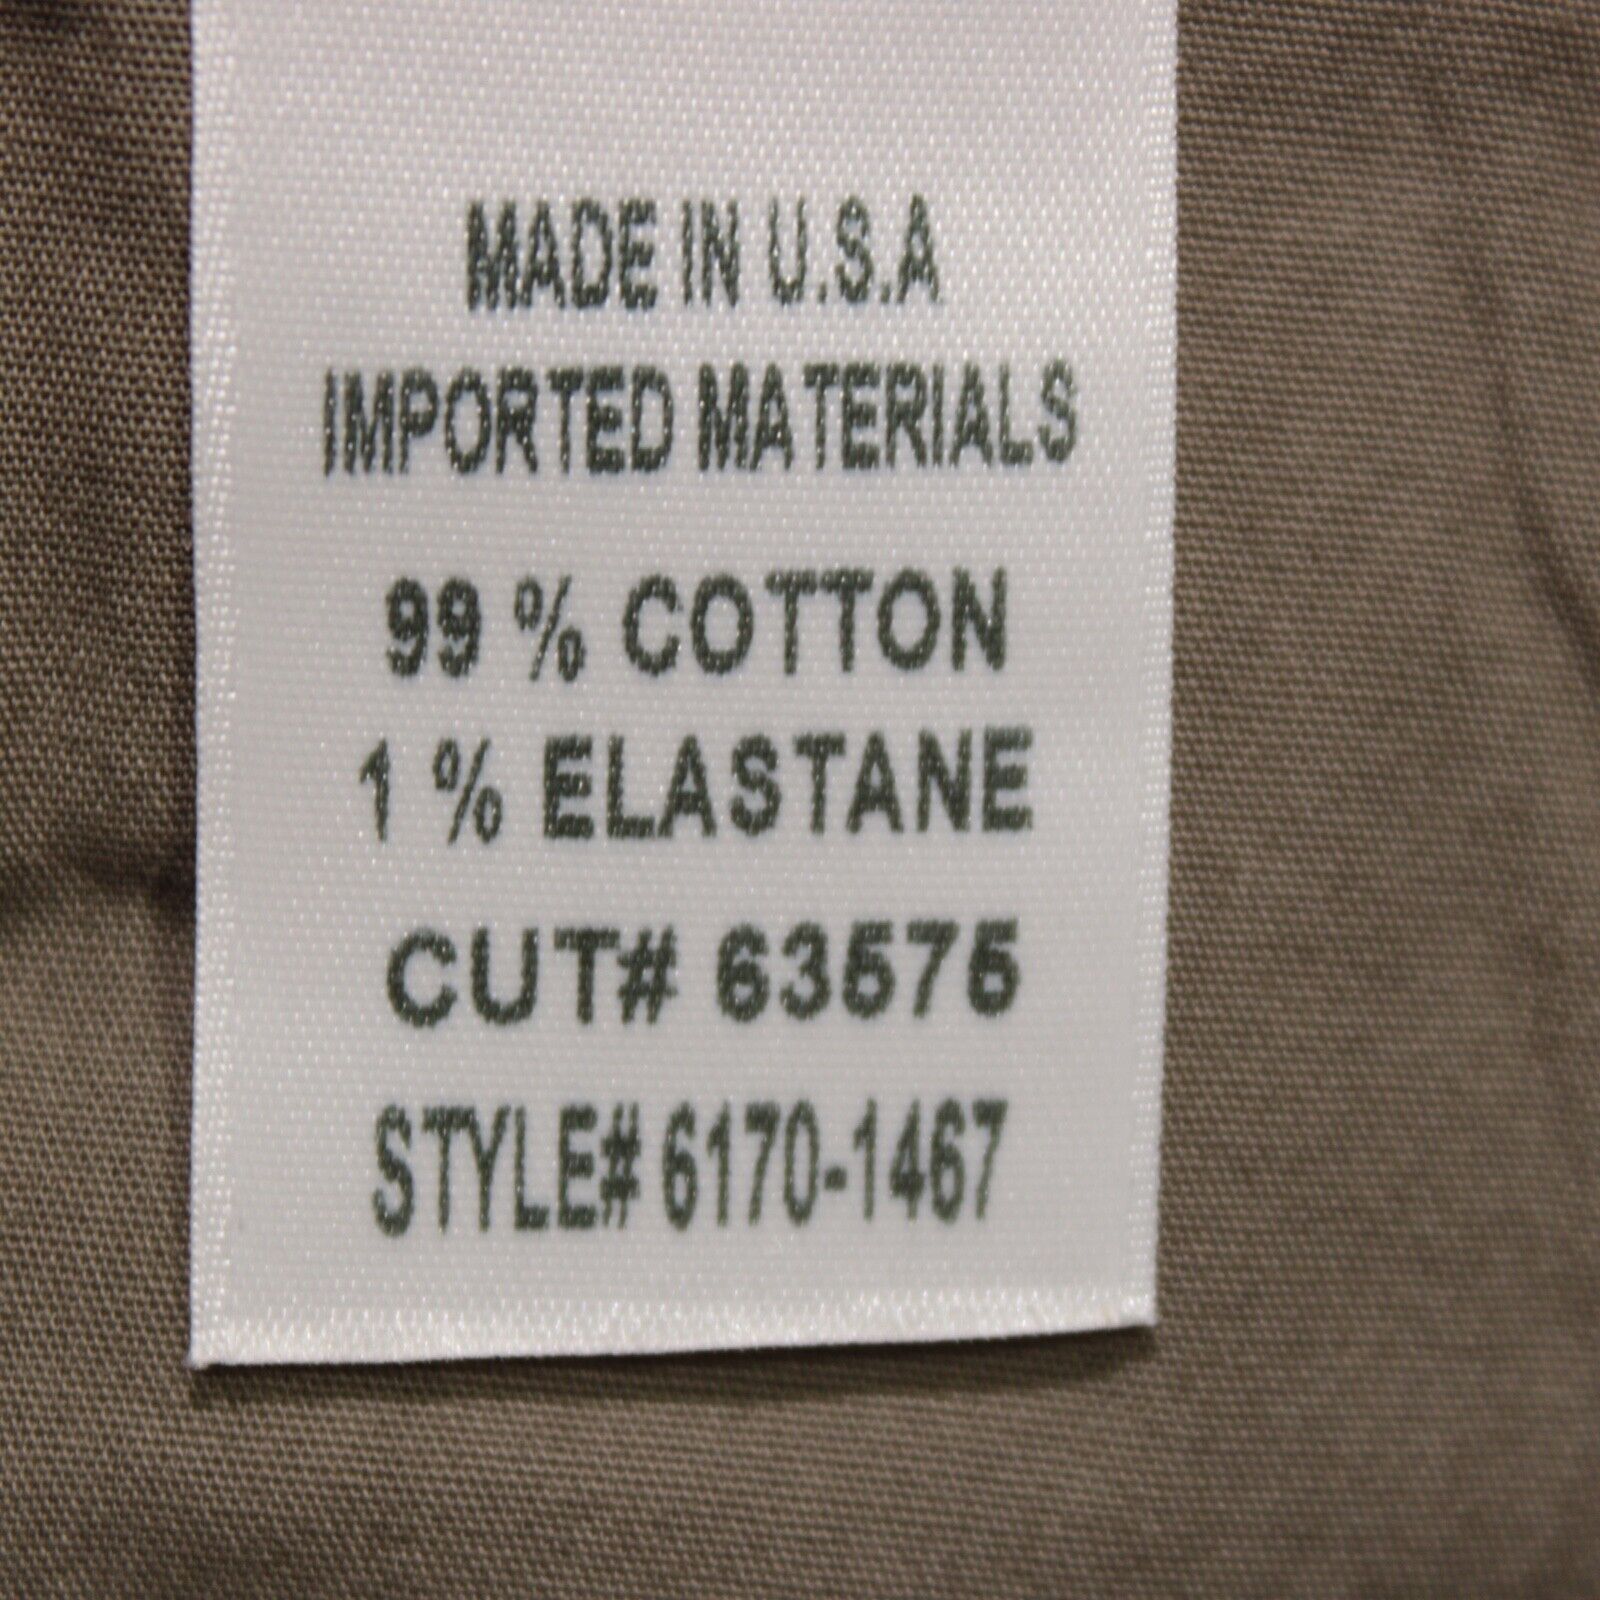 MADE IN U.S.A
IMPORTED MATERIALS
99 % COTTON
1 % ELASTANE
CUT# 63575
STYLE# 6170-1467